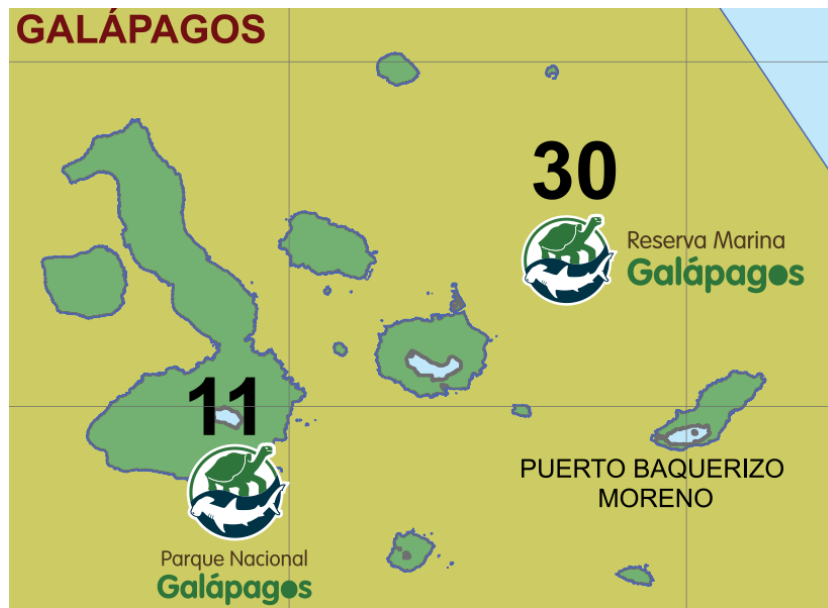 GALÁPAGOS
30
Reserva Marina
Galápagos
11
PUERTO BAQUERIZO
MORENO
Parque Nacional
Galápagos